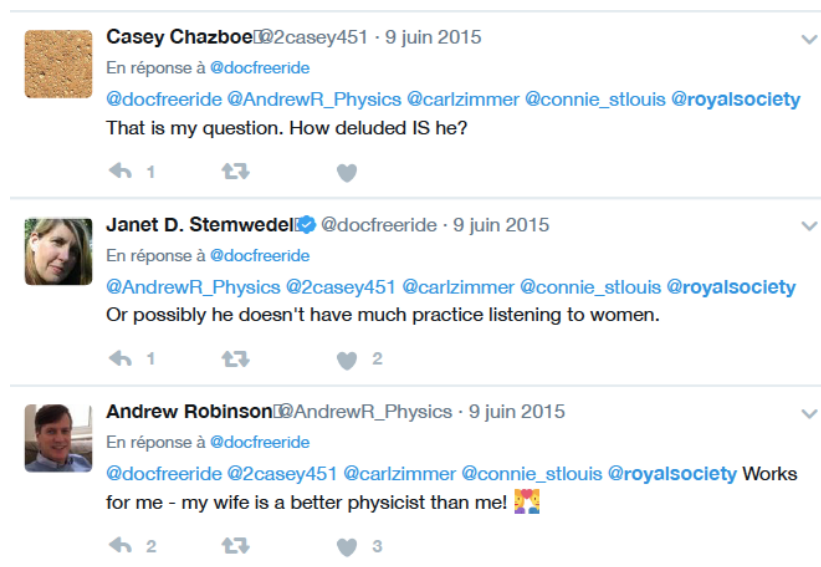 Casey Chazboe @2casey451 · 9 juin 2015
En réponse à @docfreeride
@docfreeride @AndrewR_Physics @carlzimmer @connie_stlouis @royalsociety
That is my question. How deluded IS he?
1
Janet D. Stemwedel @docfreeride · 9 juin 2015
En réponse à @docfreeride
@AndrewR_Physics @2casey451 @carlzimmer @connie_stlouis @royalsociety
Or possibly he doesn't have much practice listening to women.
1 2
Andrew Robinson @AndrewR_Physics · 9 juin 2015
En réponse à @docfreeride
@docfreeride @2casey451 @carlzimmer @connie_stlouis @royalsociety Works
for me - my wife is a better physicist than me!
2 3